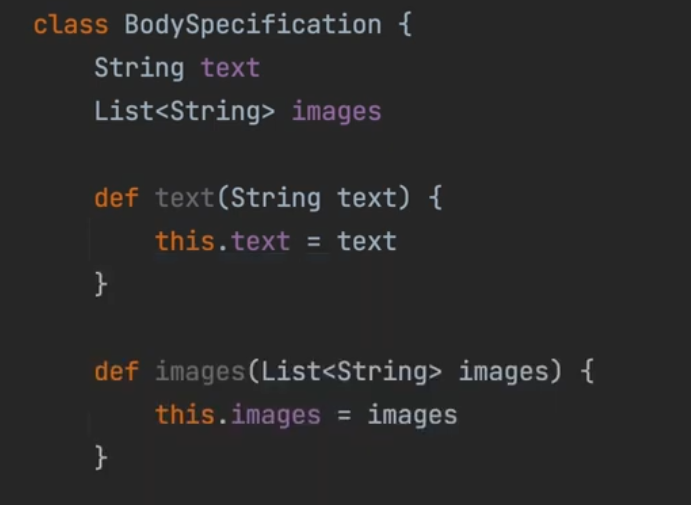 class BodySpecification {
    String text
    List<String> images

    def text(String text) {
        this.text = text
    }

    def images(List<String> images) {
        this.images = images
    }